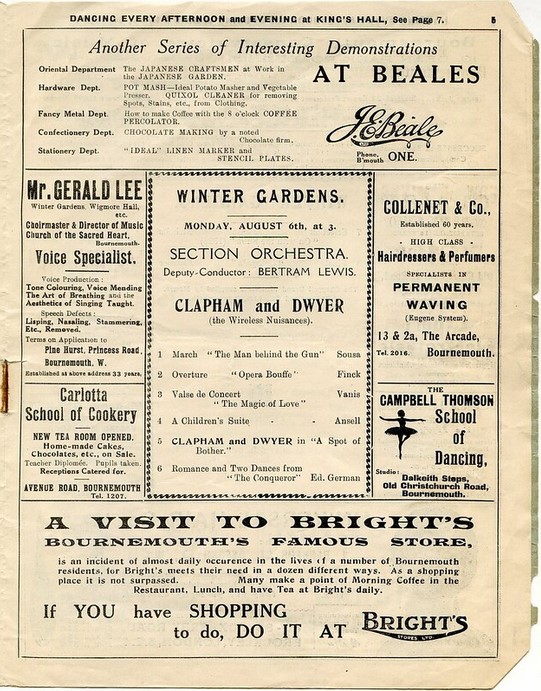 DANCING EVERY AFTERNOON and EVENING at KING'S HALL, See Page 7.
5
Another Series of Interesting Demonstrations
Oriental Department The JAPANESE CRAFTSMEN at Work in
the JAPANESE GARDEN.
Hardware Dept. POT MASH—Ideal Potato Masher and Vegetable
Presser. QUIXOL CLEANER for removing
Spots, Stains, etc., from Clothing.
Fancy Metal Dept. How to make Coffee with the 8 o'clock COFFEE
PERCOLATOR.
Confectionery Dept. CHOCOLATE MAKING by a noted
Chocolate firm.
Stationery Dept. "IDEAL" LINEN MARKER and
STENCIL PLATES.
AT BEALES
J.E.Beale
Phone,
B'mouth ONE.
Mr. GERALD LEE
Winter Gardens, Wigmore Hall,
etc.
Choirmaster & Director of Music
Church of the Sacred Heart,
Bournemouth.
Voice Specialist.
Voice Production:
Tone Colouring, Voice Mending
The Art of Breathing and the
Aesthetics of Singing Taught.
Speech Defects:
Lisping, Nasaling, Stammering,
Etc., Removed.
Terms on Application to
Pine Hurst, Princess Road,
Bournemouth, W.
Established at above address 33 years.
Carlotta
School of Cookery
NEW TEA ROOM OPENED.
Home-made Cakes,
Chocolates, etc., on Sale.
Teacher Diplomée. Pupils taken.
Receptions Catered for.
AVENUE ROAD, BOURNEMOUTH
Tel. 1207.
WINTER GARDENS.
MONDAY, AUGUST 6th, at 3.
SECTION ORCHESTRA.
Deputy-Conductor: BERTRAM LEWIS.
CLAPHAM and DWYER
(the Wireless Nuisances).
1 March "The Man behind the Gun" Sousa
2 Overture "Opera Bouffe" Finck
3 Valse de Concert Vanis
"The Magic of Love"
4 A Children's Suite - - Ansell
5 CLAPHAM and DWYER in "A Spot of
Bother."
6 Romance and Two Dances from
"The Conqueror" Ed. German
COLLENET & Co.,
Established 60 years.
- HIGH CLASS -
Hairdressers & Perfumers
SPECIALISTS IN
PERMANENT
WAVING
(Eugene System).
13 & 2a, The Arcade,
Tel. 2016. Bournemouth.
THE
CAMPBELL THOMSON
School
of
Dancing,
Studio:
Dalkeith Steps,
Old Christchurch Road,
Bournemouth.
A VISIT TO BRIGHT'S
BOURNEMOUTH'S FAMOUS STORE,
is an incident of almost daily occurence in the lives of a number of Bournemouth
residents, for Bright's meets their need in a dozen different ways. As a shopping
place it is not surpassed. Many make a point of Morning Coffee in the
Restaurant, Lunch, and have Tea at Bright's daily.
If YOU have SHOPPING
to do, DO IT AT
BRIGHT'S
STORES LTD.